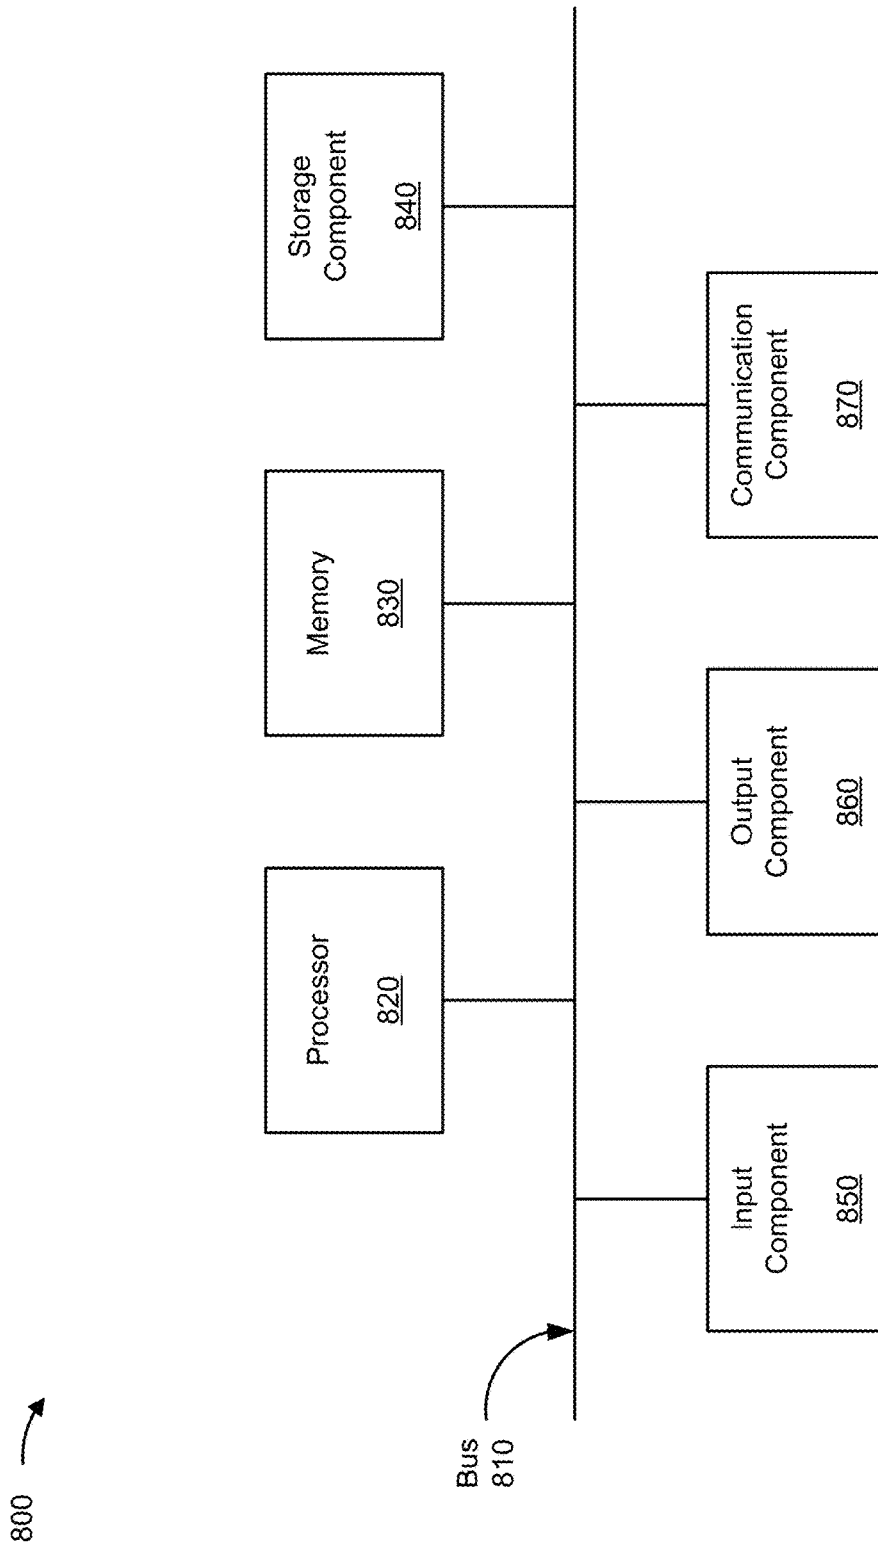 800
Processor
820
Memory
830
Storage
Component
840
Bus
810
Input
Component
850
Output
Component
860
Communication
Component
870